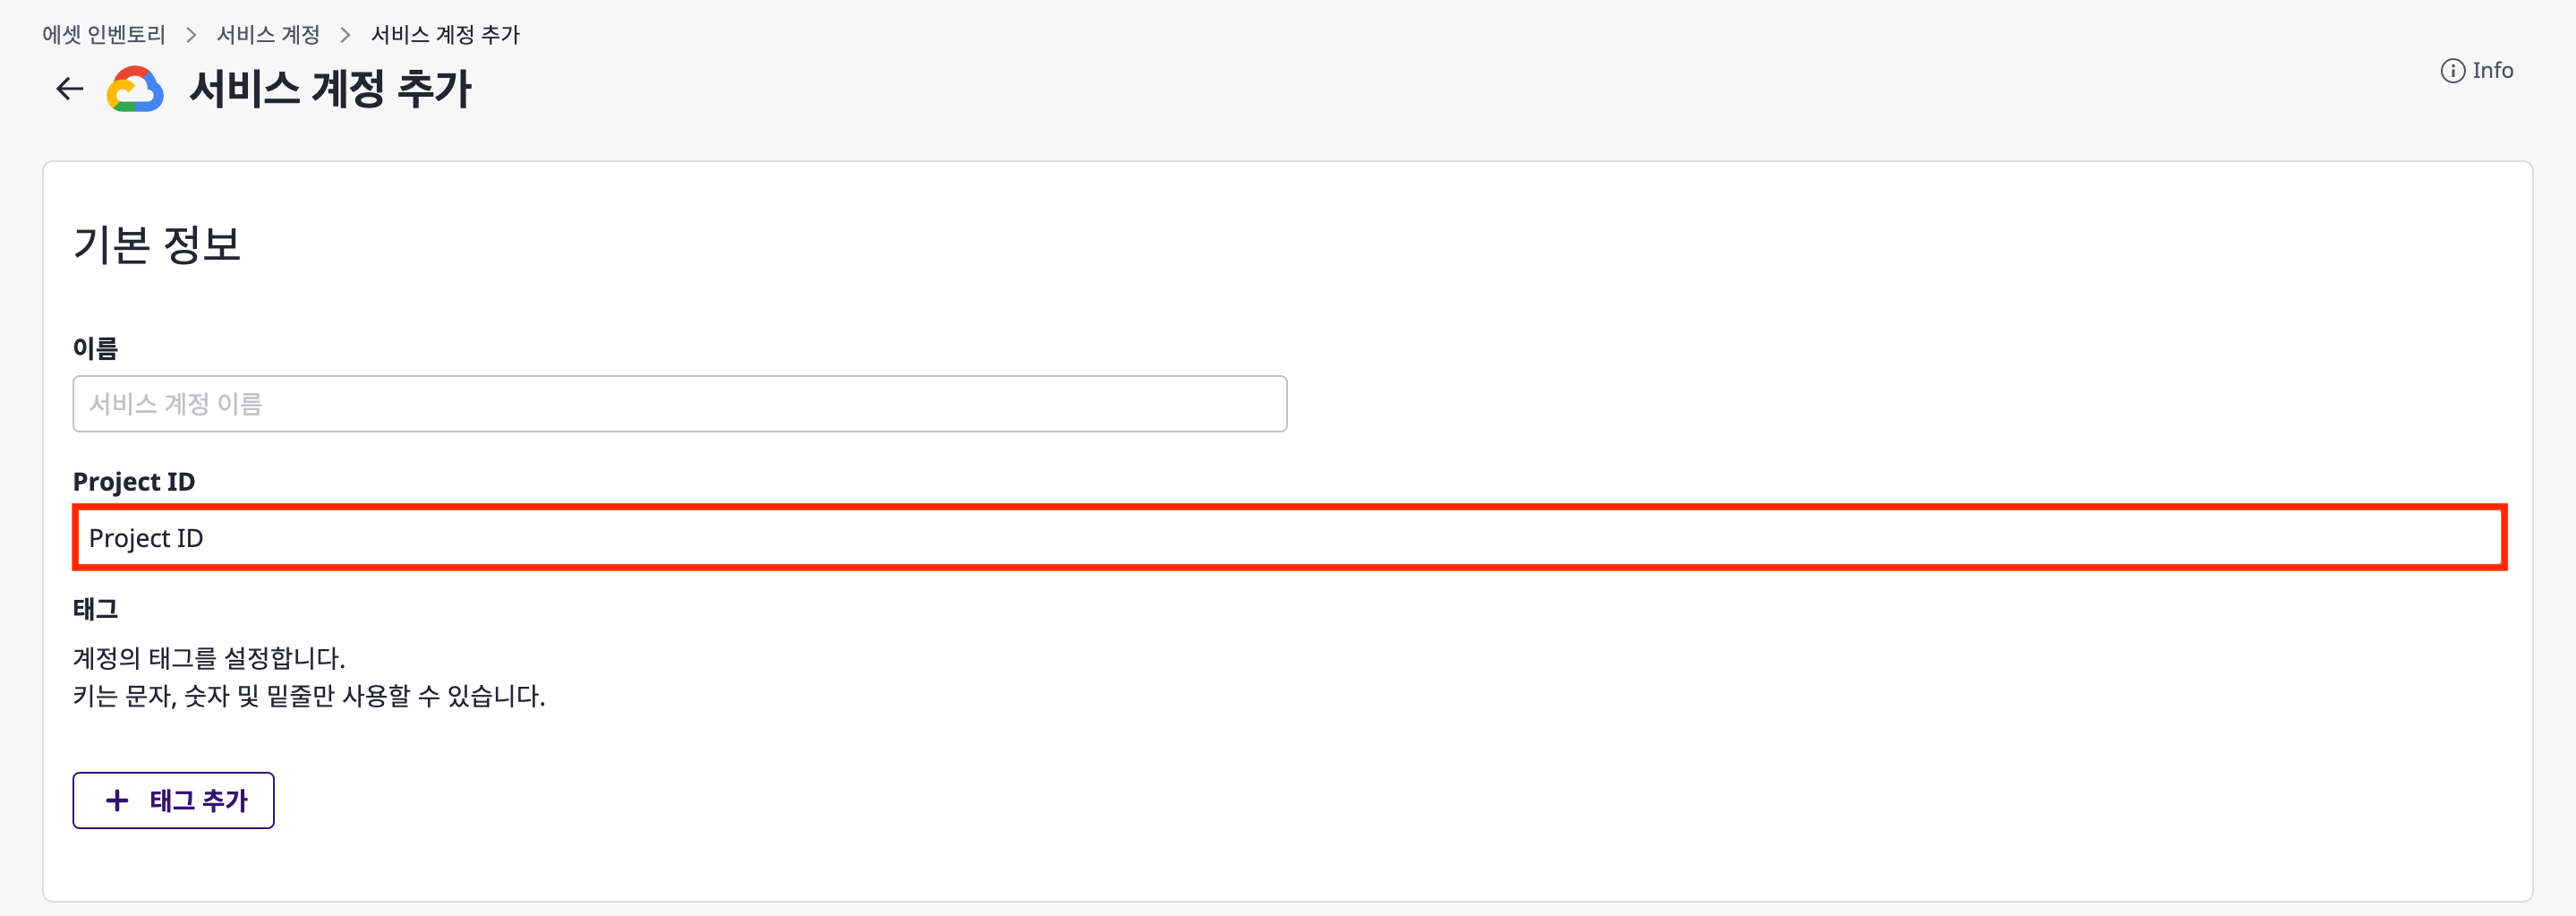 에셋 인벤토리 > 서비스 계정 > 서비스 계정 추가
서비스 계정 추가
Info
기본 정보
이름
서비스 계정 이름
Project ID
Project ID
태그
계정의 태그를 설정합니다.
키는 문자, 숫자 및 밑줄만 사용할 수 있습니다.
+ 태그 추가